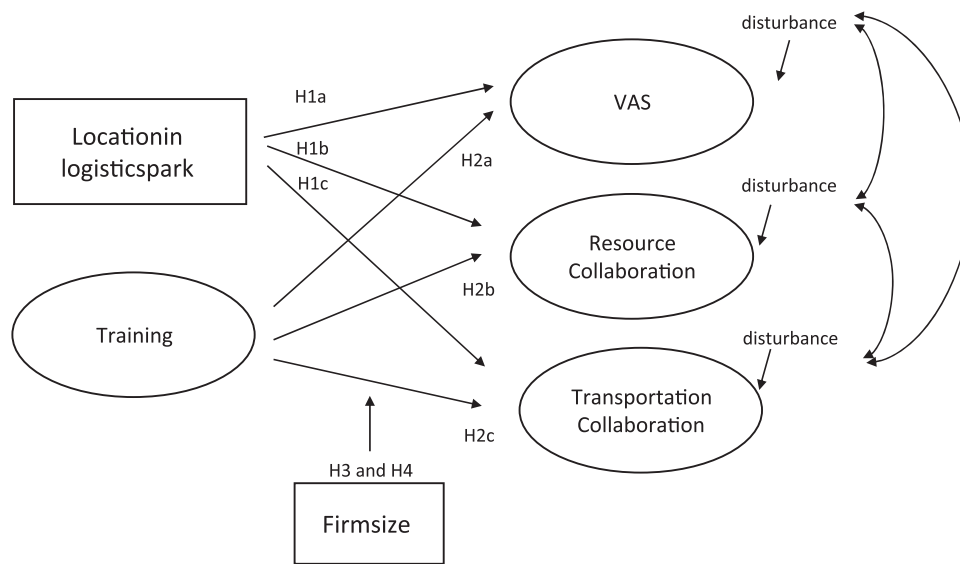 disturbance
H1a
VAS
Locationin
logisticspark
H1b
H2a
H1c
disturbance
Resource
Collaboration
H2b
Training
disturbance
Transportation
Collaboration
H2c
H3 and H4
Firmsize